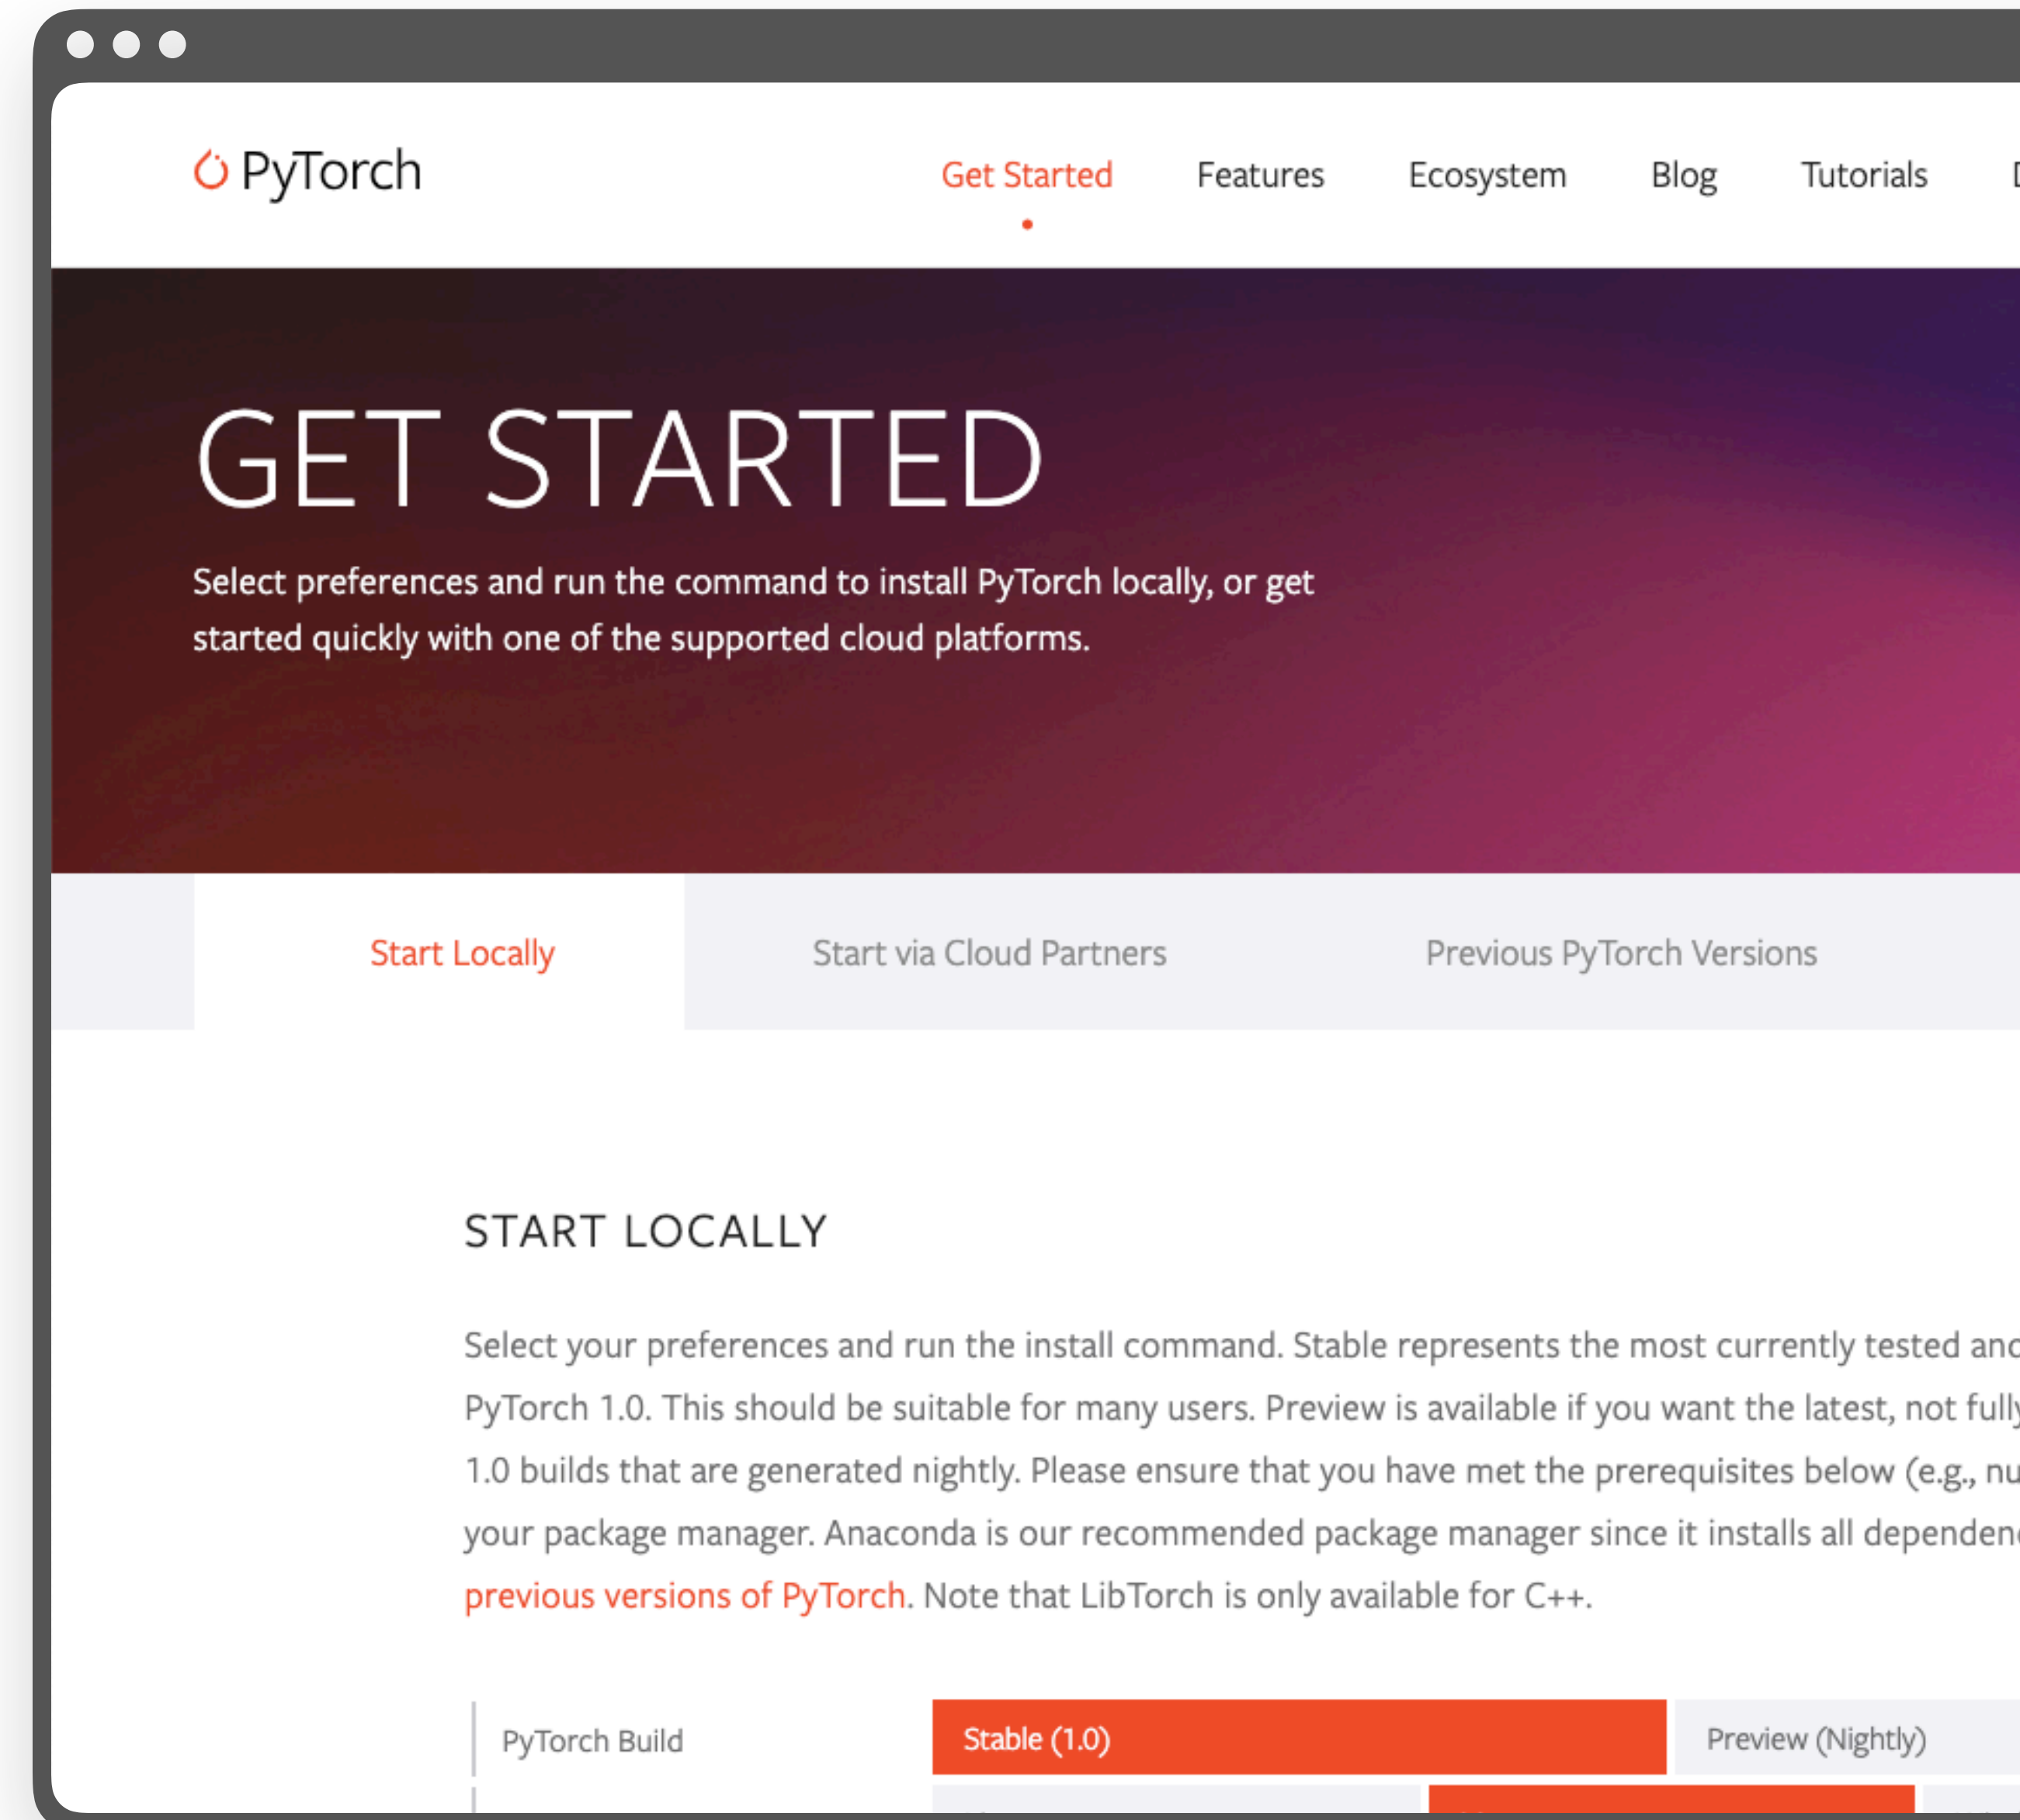 PyTorch
Get Started Features Ecosystem Blog Tutorials
GET STARTED
Select preferences and run the command to install PyTorch locally, or get
started quickly with one of the supported cloud platforms.
Start Locally Start via Cloud Partners Previous PyTorch Versions
START LOCALLY
Select your preferences and run the install command. Stable represents the most currently tested and
PyTorch 1.0. This should be suitable for many users. Preview is available if you want the latest, not fully
1.0 builds that are generated nightly. Please ensure that you have met the prerequisites below (e.g.,
your package manager. Anaconda is our recommended package manager since it installs all
previous versions of PyTorch. Note that LibTorch is only available for C++.
PyTorch Build Stable (1.0) Preview (Nightly)